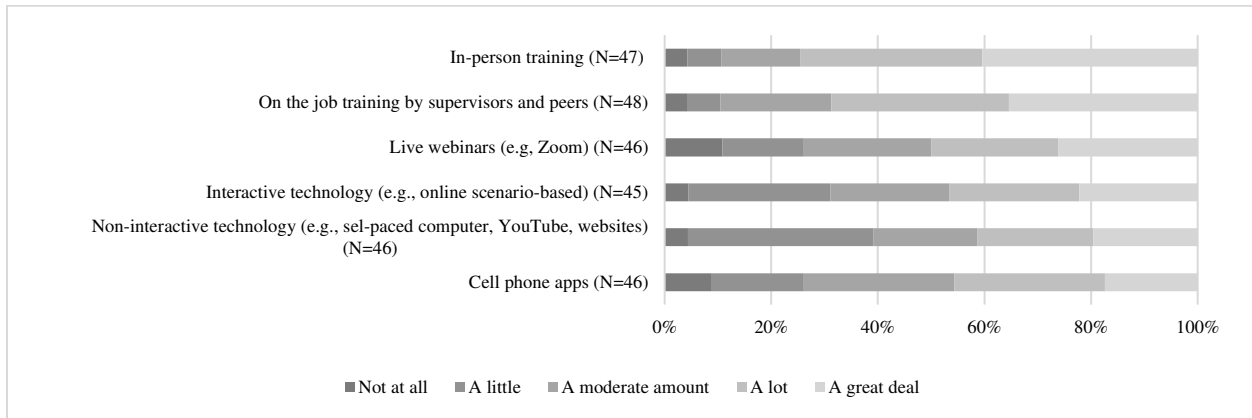 In-person training (N=47)
On the job training by supervisors and peers (N=48)
Live webinars (e.g, Zoom) (N=46)
Interactive technology (e.g., online scenario-based) (N=45)
Non-interactive technology (e.g., sel-paced computer, YouTube, websites)
(N=46)
Cell phone apps (N=46)
0% 20% 40% 60% 80% 100%
Not at all A little A moderate amount A lot A great deal